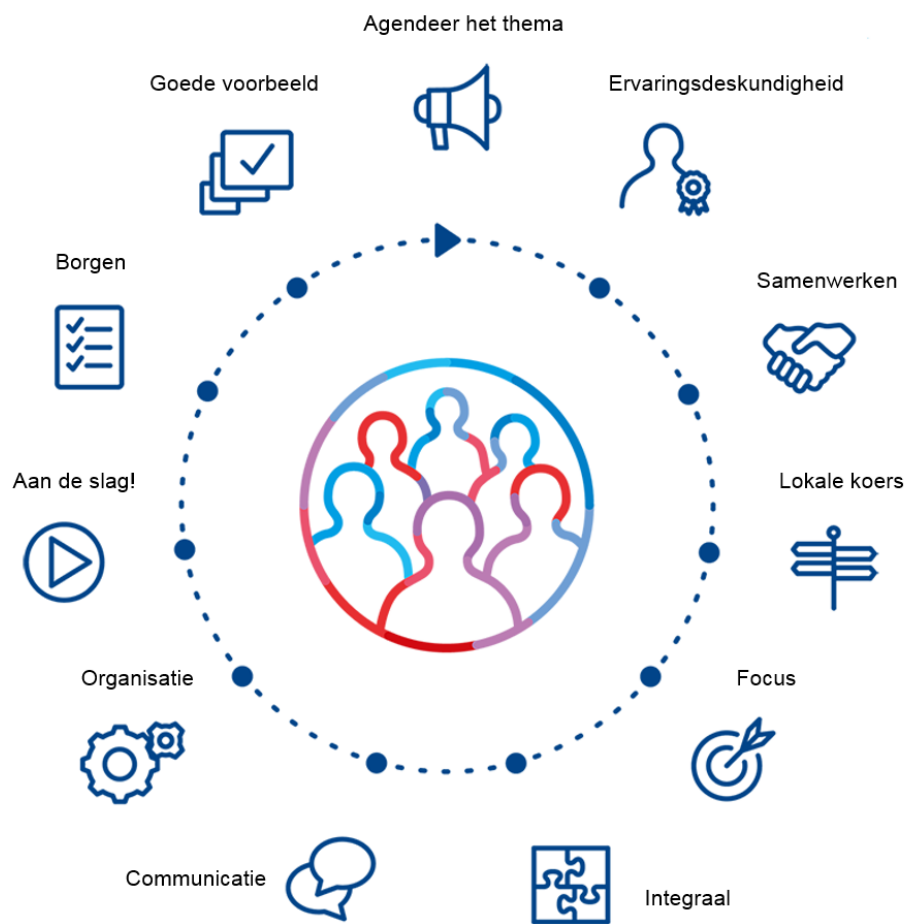 Agendeer het thema
Ervaringsdeskundigheid
Samenwerken
Lokale koers
Focus
Integraal
Communicatie
Organisatie
Aan de slag!
Borgen
Goede voorbeeld